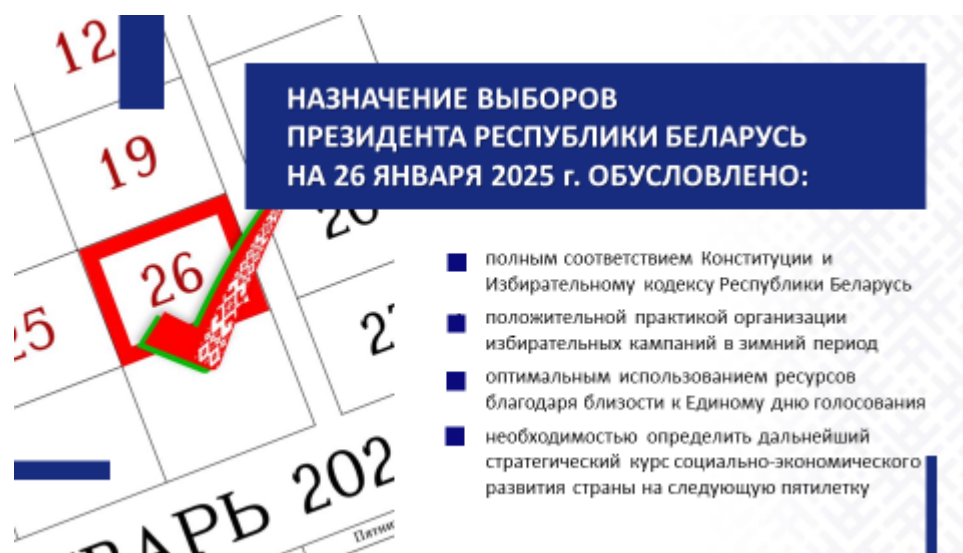 12
19
26
25
НАЗНАЧЕНИЕ ВЫБОРОВ
ПРЕЗИДЕНТА РЕСПУБЛИКИ БЕЛАРУСЬ
НА 26 ЯНВАРЯ 2025 г. ОБУСЛОВЛЕНО:
полным соответствием Конституции и
Избирательному кодексу Республики Беларусь
положительной практикой организации
избирательных кампаний в зимний период
оптимальным использованием ресурсов
благодаря близости к Единому дню голосования
необходимостью определить дальнейший
стратегический курс социально-экономического
развития страны на следующую пятилетку
ВАРЬ 202